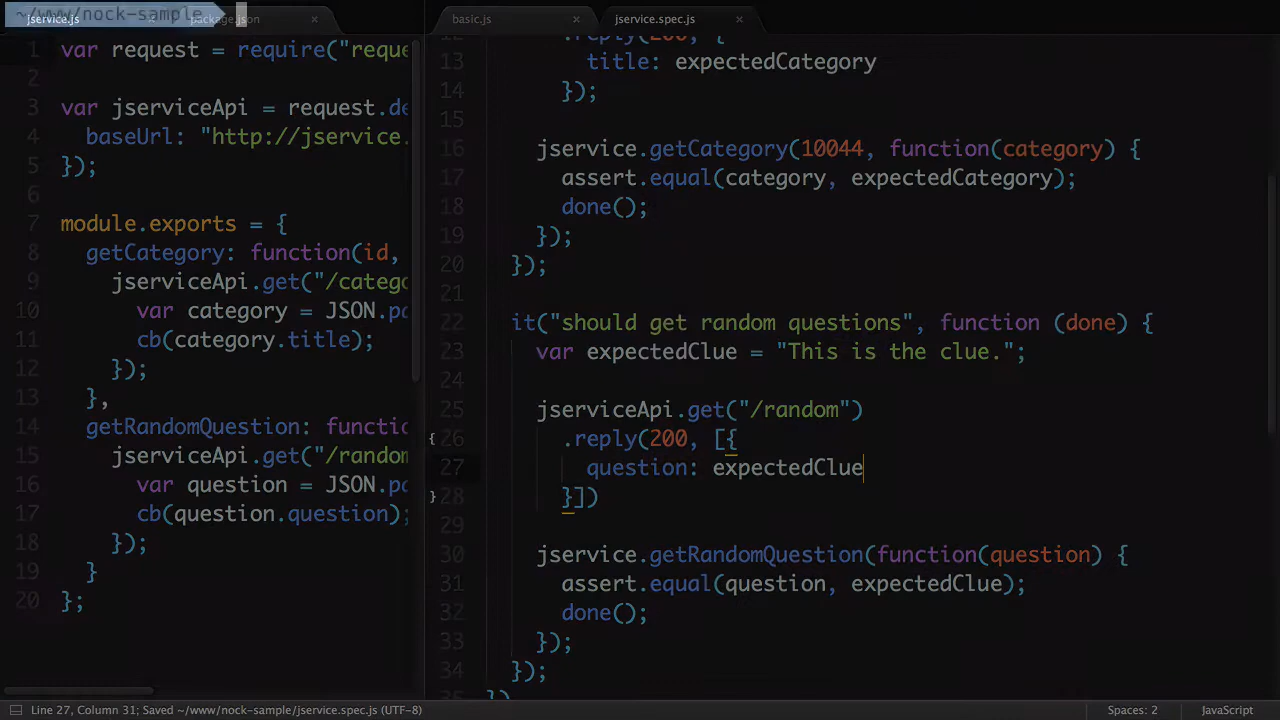 ~/www/nock-sample
jservice.js
package.json
1 var request = require("reque
2
3 var jserviceApi = request.de
4 baseUrl: "http://jservice.
5 });
6
7 module.exports = {
8 getCategory: function(id,
9 jserviceApi.get("/catego
10 var category = JSON.pa
11 cb(category.title);
12 });
13 },
14 getRandomQuestion: functio
15 jserviceApi.get("/random
16 var question = JSON.pa
17 cb(question.question);
18 });
19 }
20 };
basic.js
jservice.spec.js
12 .reply(200, {
13 title: expectedCategory
14 });
15
16 jservice.getCategory(10044, function(category) {
17 assert.equal(category, expectedCategory);
18 done();
19 });
20 });
21
22 it("should get random questions", function (done) {
23 var expectedClue = "This is the clue.";
24
25 jserviceApi.get("/random")
26 .reply(200, [{
27 question: expectedClue
28 }])
29
30 jservice.getRandomQuestion(function(question) {
31 assert.equal(question, expectedClue);
32 done();
33 });
34 });
35 })
Line 27, Column 31; Saved ~/www/nock-sample/jservice.spec.js (UTF-8)
Spaces: 2
JavaScript